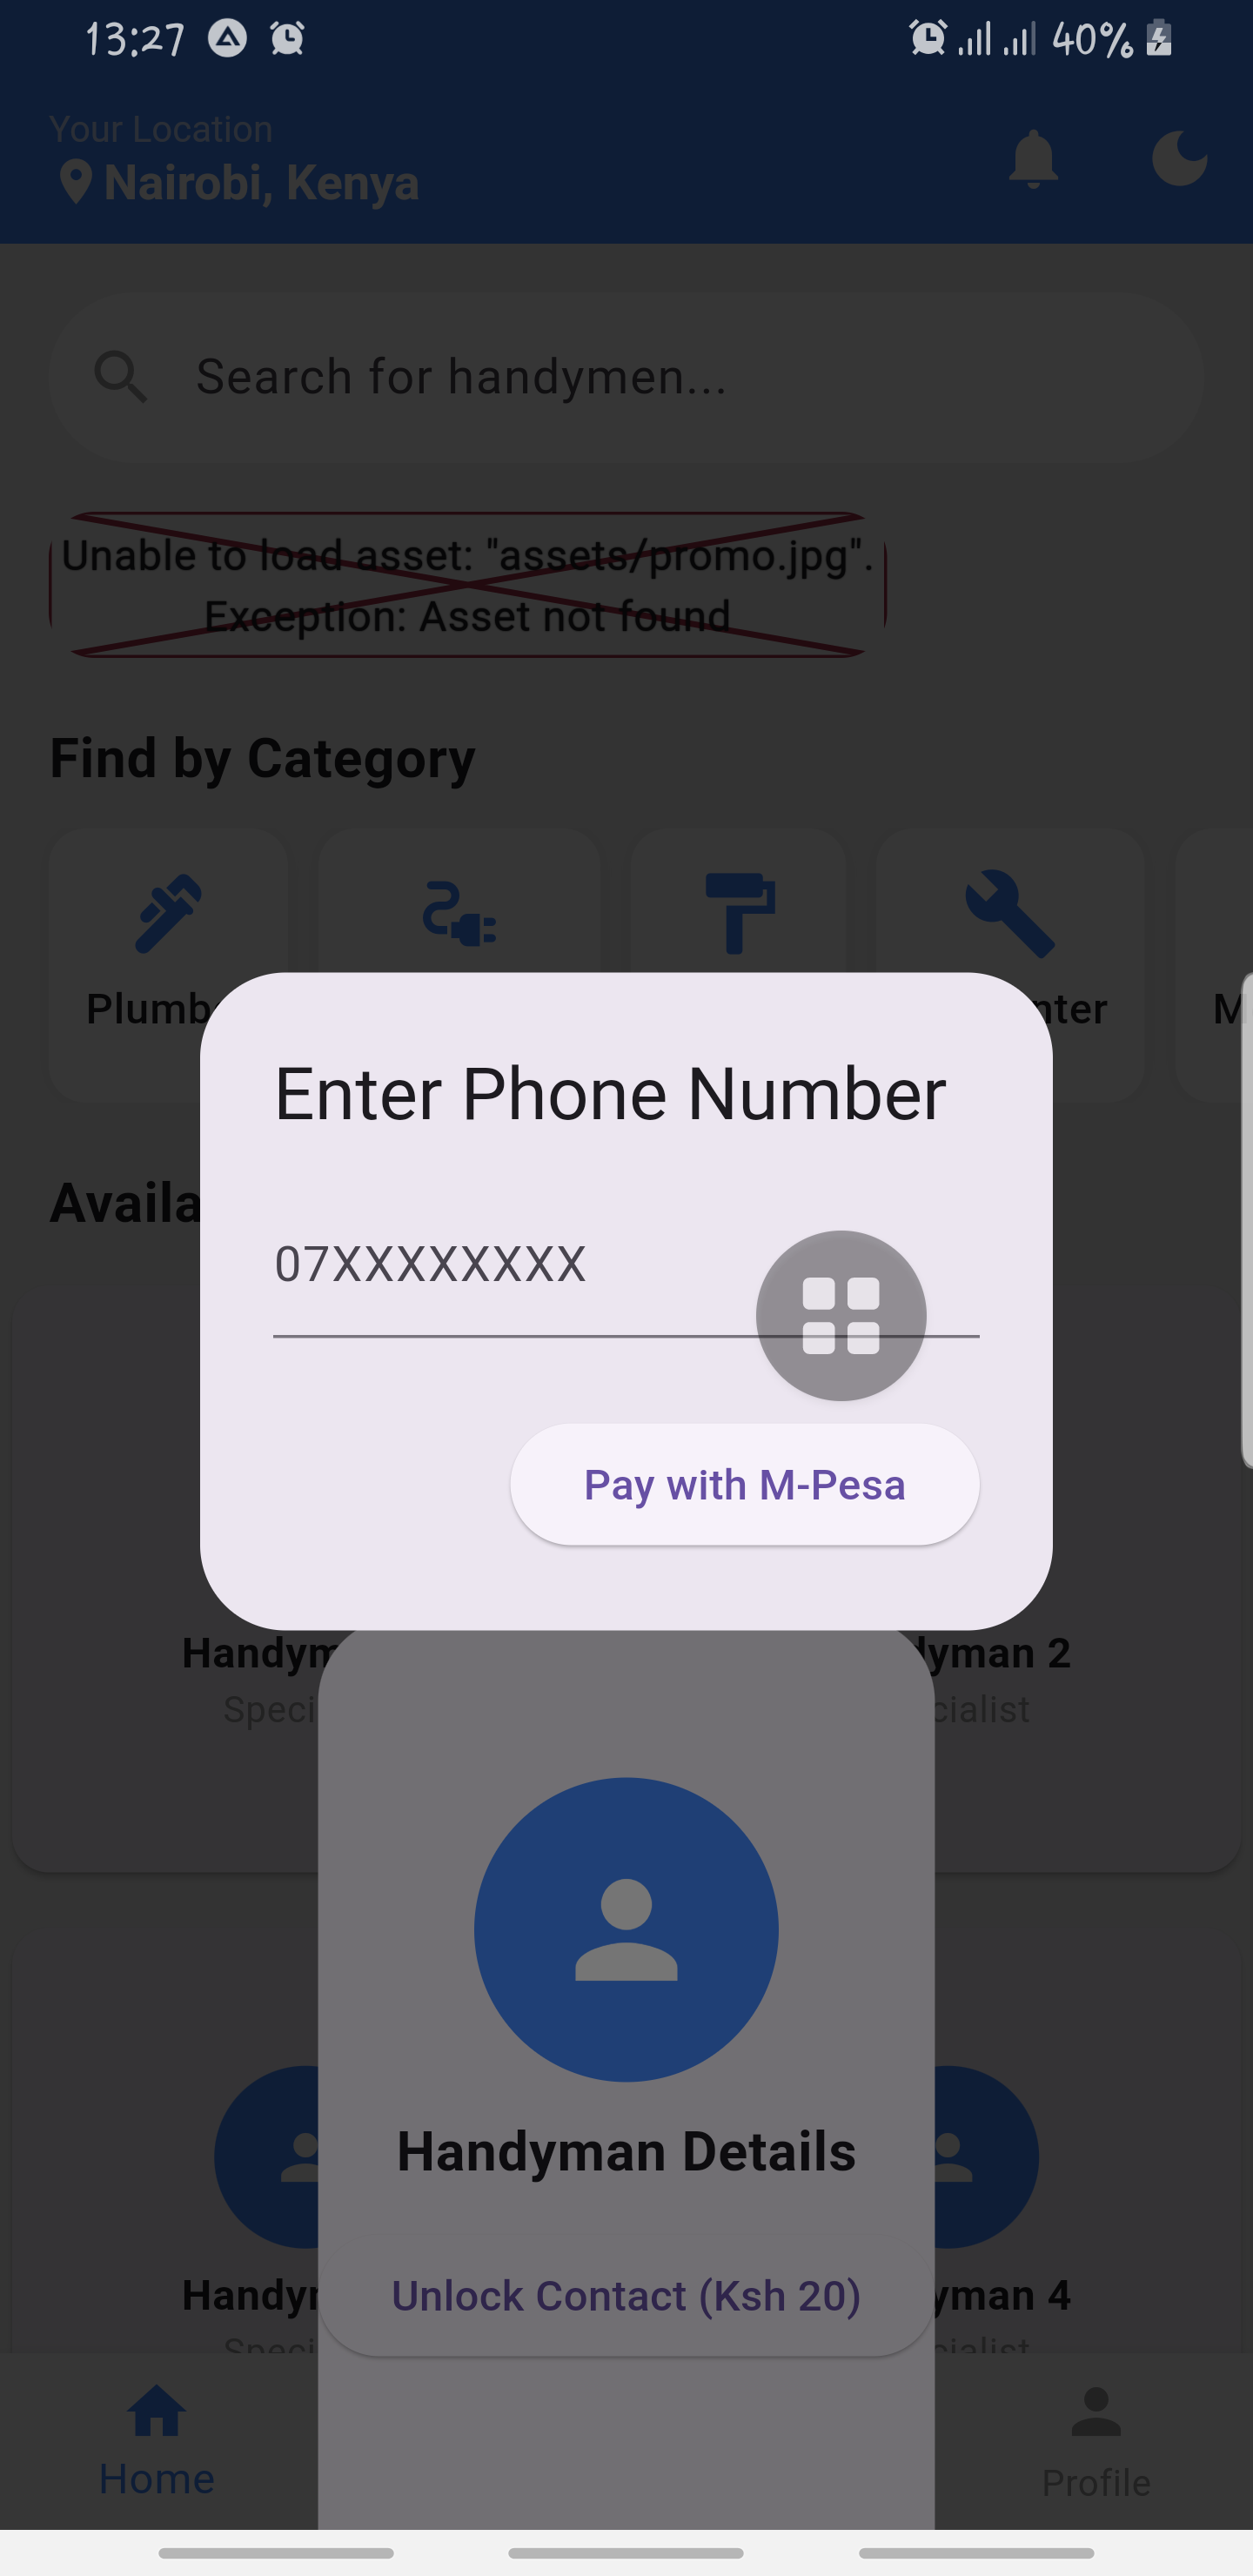 13:27
40%
Your Location
Nairobi, Kenya
Search for handymen...
Unable to load asset: "assets/promo.jpg".
Exception: Asset not found
Find by Category
Plumb
nter
M
Enter Phone Number
Availa
07XXXXXXXX
Pay with M-Pesa
Handym
dyman 2
Speci
cialist
Handyman Details
Unlock Contact (Ksh 20)
Handyr
yman 4
Speci
cialist
Home
Profile